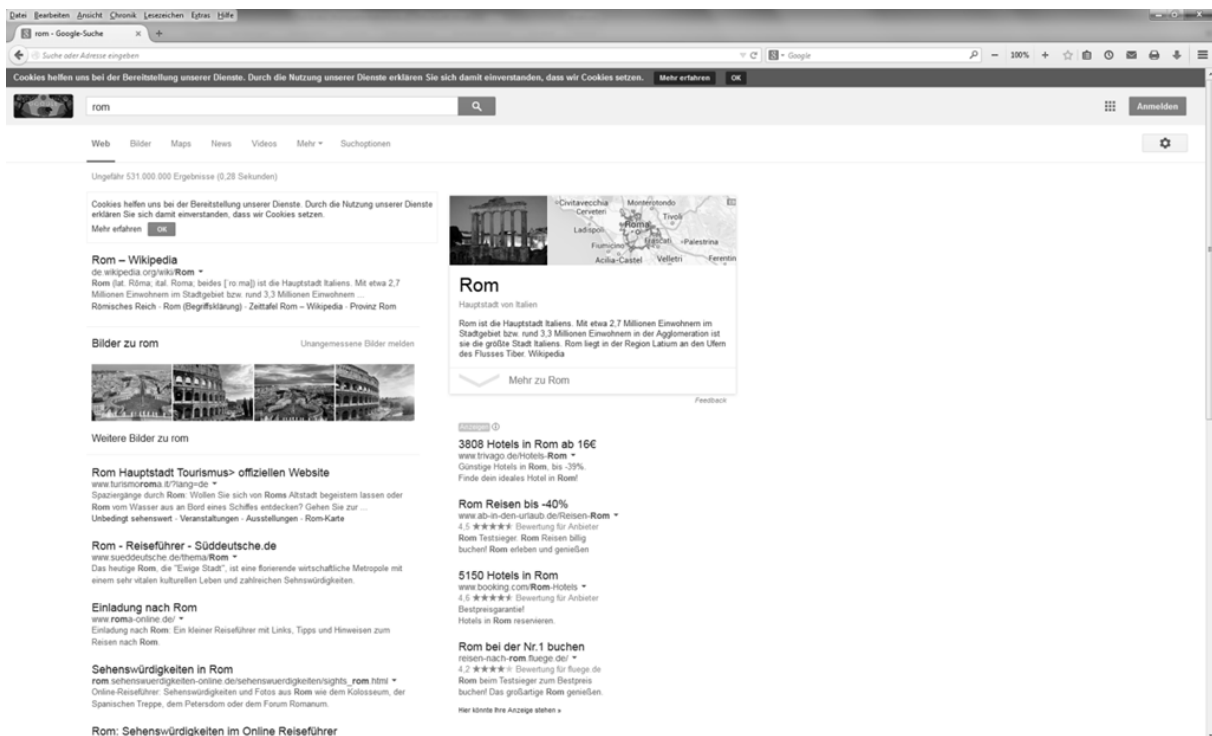 Datei Bearbeiten Ansicht Chronik Lesezeichen Extras Hilfe
rom - Google-Suche
Suche oder Adresse eingeben
Google
100%
Cookies helfen uns bei der Bereitstellung unserer Dienste. Durch die Nutzung unserer Dienste erklären Sie sich damit einverstanden, dass wir Cookies setzen. Mehr erfahren OK
rom
Anmelden
Web Bilder Maps News Videos Mehr Suchoptionen
Ungefähr 531.000.000 Ergebnisse (0,28 Sekunden)
Cookies helfen uns bei der Bereitstellung unserer Dienste. Durch die Nutzung unserer Dienste
erklären Sie sich damit einverstanden, dass wir Cookies setzen.
Mehr erfahren OK
Rom – Wikipedia
de.wikipedia.org/wiki/Rom
Rom (lat. Rōma; ital. Roma; beides [ˈroːma]) ist die Hauptstadt Italiens. Mit etwa 2,7
Millionen Einwohnern im Stadtgebiet bzw. rund 3,3 Millionen Einwohnern ...
Römisches Reich - Rom (Begriffsklärung) - Zeittafel Rom – Wikipedia - Provinz Rom
Bilder zu rom
Unangemessene Bilder melden
Weitere Bilder zu rom
Rom Hauptstadt Tourismus> offiziellen Website
www.turismoroma.it/?lang=de
Spaziergänge durch Rom: Wollen Sie sich von Roms Altstadt begeistern lassen oder
Rom vom Wasser aus an Bord eines Schiffes entdecken? Gehen Sie zur ...
Unbedingt sehenswert - Veranstaltungen - Ausstellungen - Rom-Karte
Rom - Reiseführer - Süddeutsche.de
www.sueddeutsche.de/thema/Rom
Das heutige Rom, die "Ewige Stadt", ist eine florierende wirtschaftliche Metropole mit
einem sehr vitalen kulturellen Leben und zahlreichen Sehnswürdigkeiten.
Einladung nach Rom
www.roma-online.de/
Einladung nach Rom: Ein kleiner Reiseführer mit Links, Tipps und Hinweisen zum
Reisen nach Rom.
Sehenswürdigkeiten in Rom
rom.sehenswuerdigkeiten-online.de/sehenswuerdigkeiten/sights_rom.html
Online-Reiseführer: Sehenswürdigkeiten und Fotos aus Rom wie dem Kolosseum, der
Spanischen Treppe, dem Petersdom oder dem Forum Romanum.
Rom: Sehenswürdigkeiten im Online Reiseführer
Civitavecchia
Monterotondo
Cerveteri
Tivoli
Ladispoli
Roma
Fiumicino
Frascati
Palestrina
Acilia-Castel
Velletri
Ferentin
Rom
Hauptstadt von Italien
Rom ist die Hauptstadt Italiens. Mit etwa 2,7 Millionen Einwohnern im
Stadtgebiet bzw. rund 3,3 Millionen Einwohnern in der Agglomeration ist
sie die größte Stadt Italiens. Rom liegt in der Region Latium an den Ufern
des Flusses Tiber. Wikipedia
Mehr zu Rom
Feedback
Anzeigen
3808 Hotels in Rom ab 16€
www.trivago.de/Hotels-Rom
Günstige Hotels in Rom, bis -39%.
Finde dein ideales Hotel in Rom!
Rom Reisen bis -40%
www.ab-in-den-urlaub.de/Reisen-Rom
4,5 ★★★★★ Bewertung für Anbieter
Rom Testsieger. Rom Reisen billig
buchen! Rom erleben und genießen
5150 Hotels in Rom
www.booking.com/Rom-Hotels
4,6 ★★★★★ Bewertung für Anbieter
Bestpreisgarantie!
Hotels in Rom reservieren.
Rom bei der Nr.1 buchen
reisen-nach-rom.fluege.de/
4,2 ★★★★★ Bewertung für fluege.de
Rom beim Testsieger zum Bestpreis
buchen! Das großartige Rom genießen.
Hier könnte Ihre Anzeige stehen »